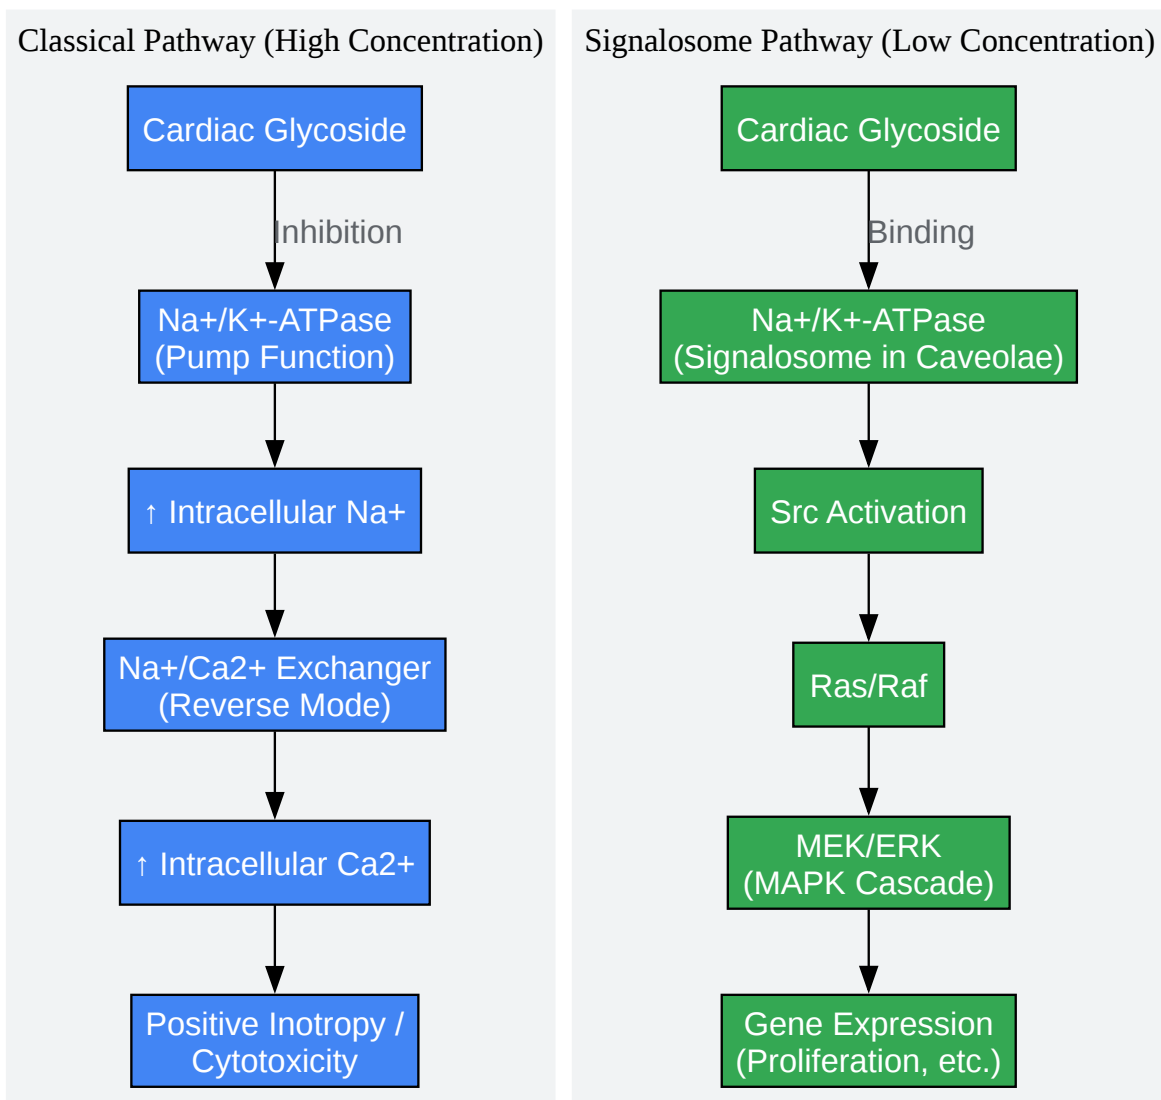 Classical Pathway (High Concentration)
Cardiac Glycoside
Inhibition
Na+/K+-ATPase
(Pump Function)
↑ Intracellular Na+
Na+/Ca2+ Exchanger
(Reverse Mode)
↑ Intracellular Ca2+
Positive Inotropy /
Cytotoxicity
Signalosome Pathway (Low Concentration)
Cardiac Glycoside
Binding
Na+/K+-ATPase
(Signalosome in Caveolae)
Src Activation
Ras/Raf
MEK/ERK
(MAPK Cascade)
Gene Expression
(Proliferation, etc.)